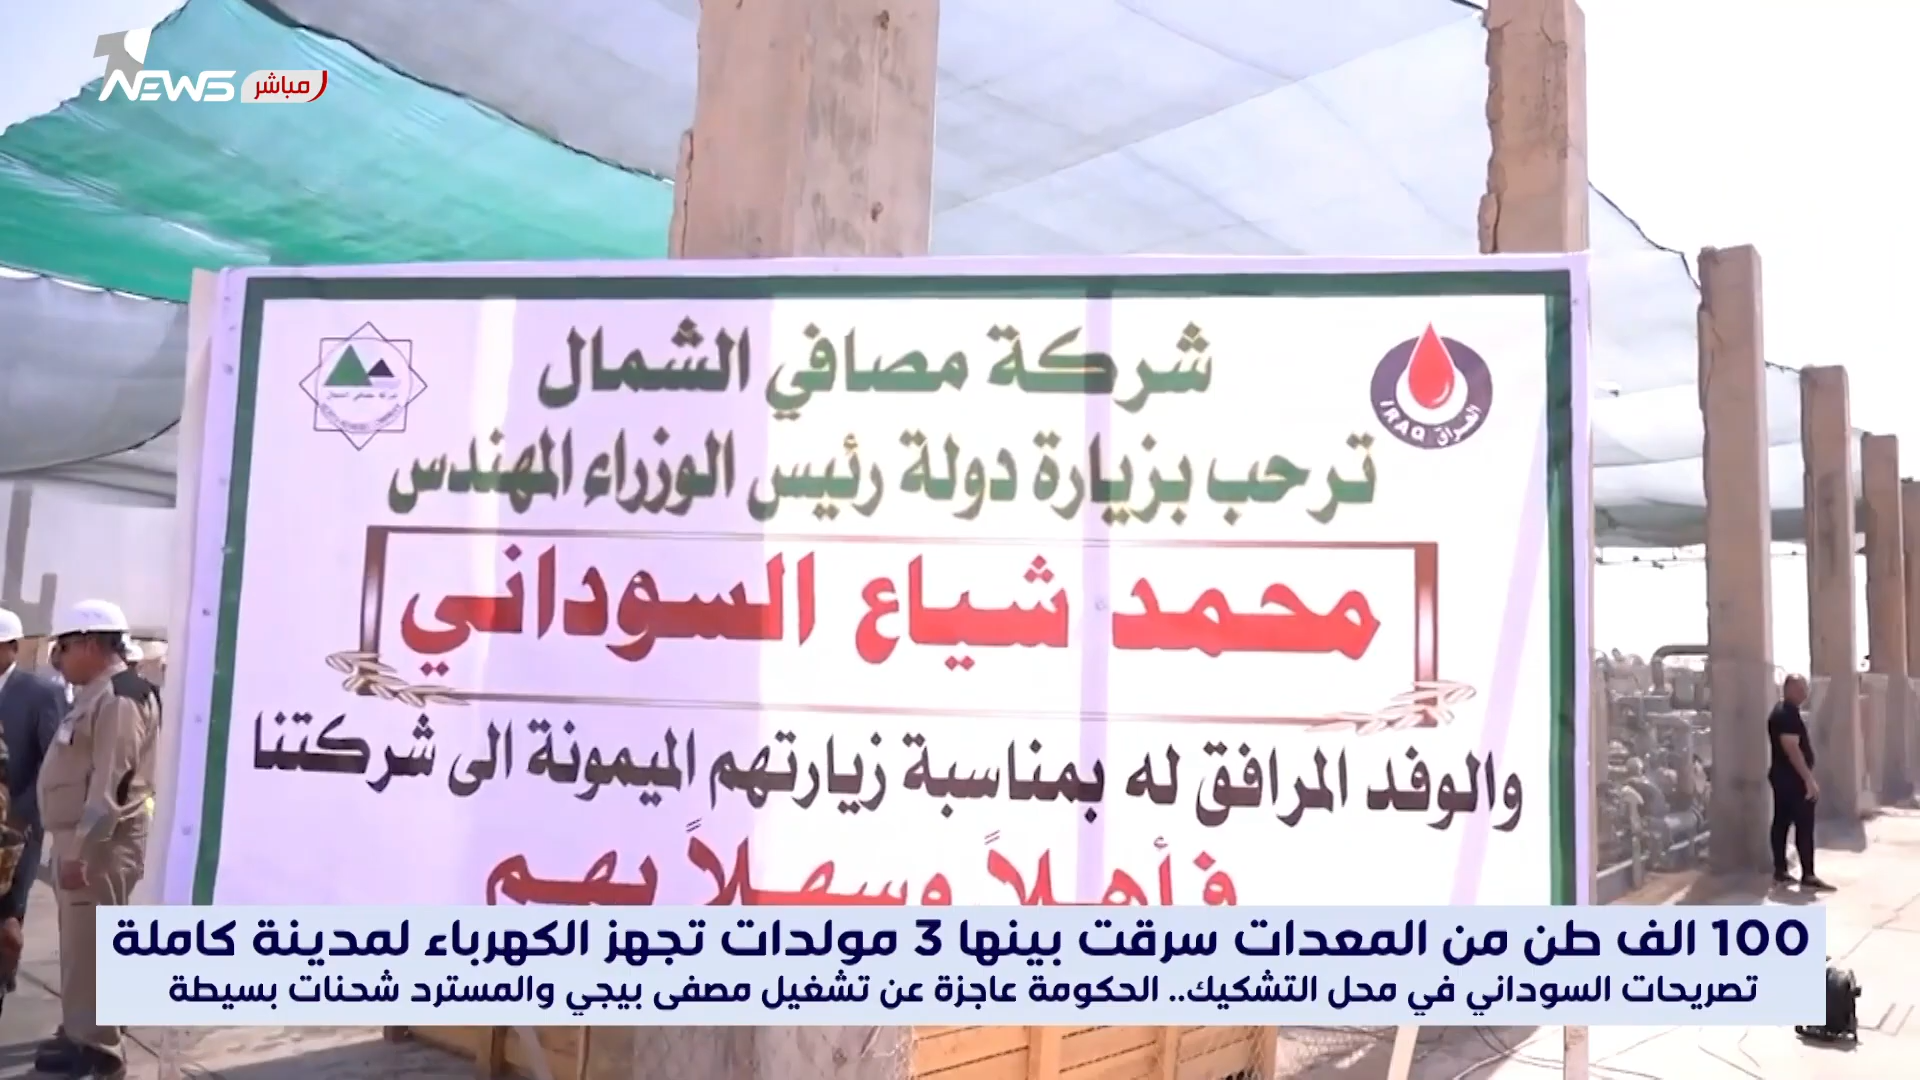 NEWS
مباشر
شركة مصافي الشمال
IRAQ العراق
ترحب بزيارة دولة رئيس الوزراء المهندس
محمد شياع السوداني
والوفد المرافق له بمناسبة زيارتهم الميمونة الى شركتنا
فأهلاً وسهلاً بهم
100 الف طن من المعدات سرقت بينها 3 مولدات تجهز الكهرباء لمدينة كاملة
تصريحات السوداني في محل التشكيك.. الحكومة عاجزة عن تشغيل مصفى بيجي والمسترد شحنات بسيطة